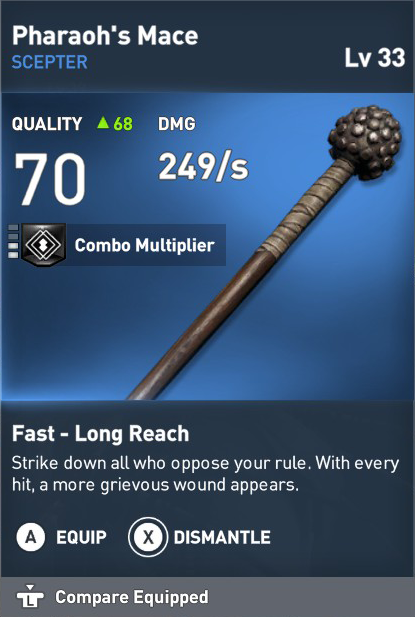 Pharaoh's Mace
SCEPTER
Lv 33
QUALITY ▲68 DMG
70 249/s
Combo Multiplier
Fast - Long Reach
Strike down all who oppose your rule. With every
hit, a more grievous wound appears.
A EQUIP X DISMANTLE
L Compare Equipped